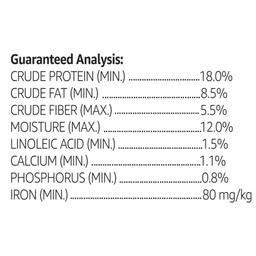 Guaranteed Analysis:
CRUDE PROTEIN (MIN.) ................................18.0%
CRUDE FAT (MIN.) ......................................8.5%
CRUDE FIBER (MAX.) ..................................5.5%
MOISTURE (MAX.) .....................................12.0%
LINOLEIC ACID (MIN.) ................................1.5%
CALCIUM (MIN.) .........................................1.1%
PHOSPHORUS (MIN.) .................................0.8%
IRON (MIN.) ...........................................80 mg/kg